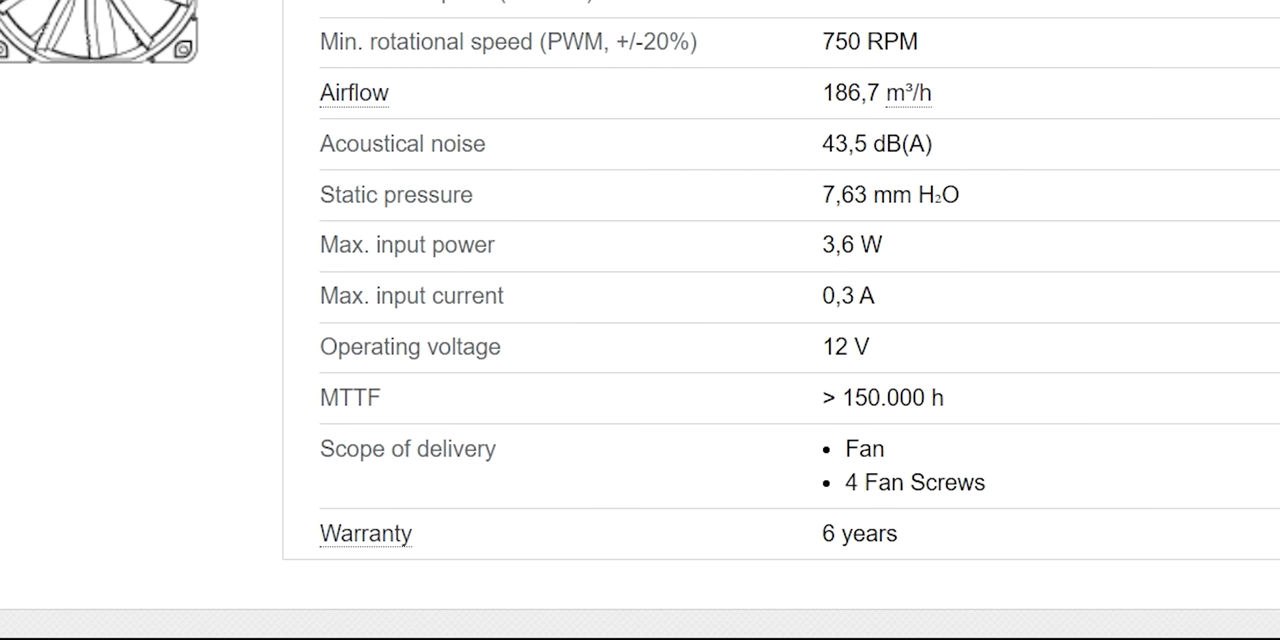 Min. rotational speed (PWM, +/-20%) 750 RPM
Airflow 186,7 m³/h
Acoustical noise 43,5 dB(A)
Static pressure 7,63 mm H₂O
Max. input power 3,6 W
Max. input current 0,3 A
Operating voltage 12 V
MTTF > 150.000 h
Scope of delivery • Fan
• 4 Fan Screws
Warranty 6 years